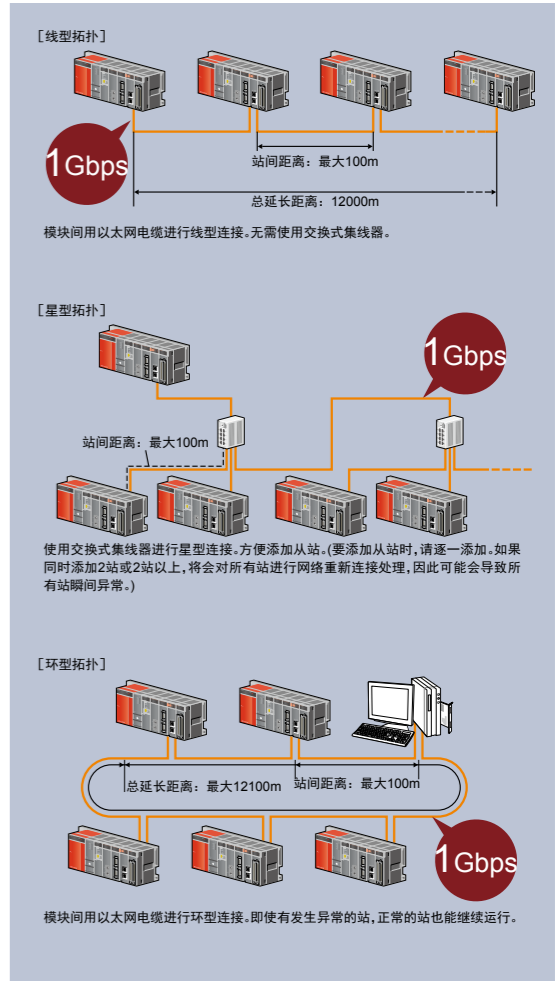 ［线型拓扑］
1Gbps
站间距离：最大100m
总延长距离：12000m
模块间用以太网电缆进行线型连接。无需使用交换式集线器。
［星型拓扑］
1Gbps
站间距离：最大100m
使用交换式集线器进行星型连接。方便添加从站。(要添加从站时，请逐一添加。如果
同时添加2站或2站以上，将会对所有站进行网络重新连接处理，因此可能会导致所
有站瞬间异常。)
［环型拓扑］
总延长距离：最大12100m
站间距离：最大100m
1Gbps
模块间用以太网电缆进行环型连接。即使有发生异常的站，正常的站也能继续运行。